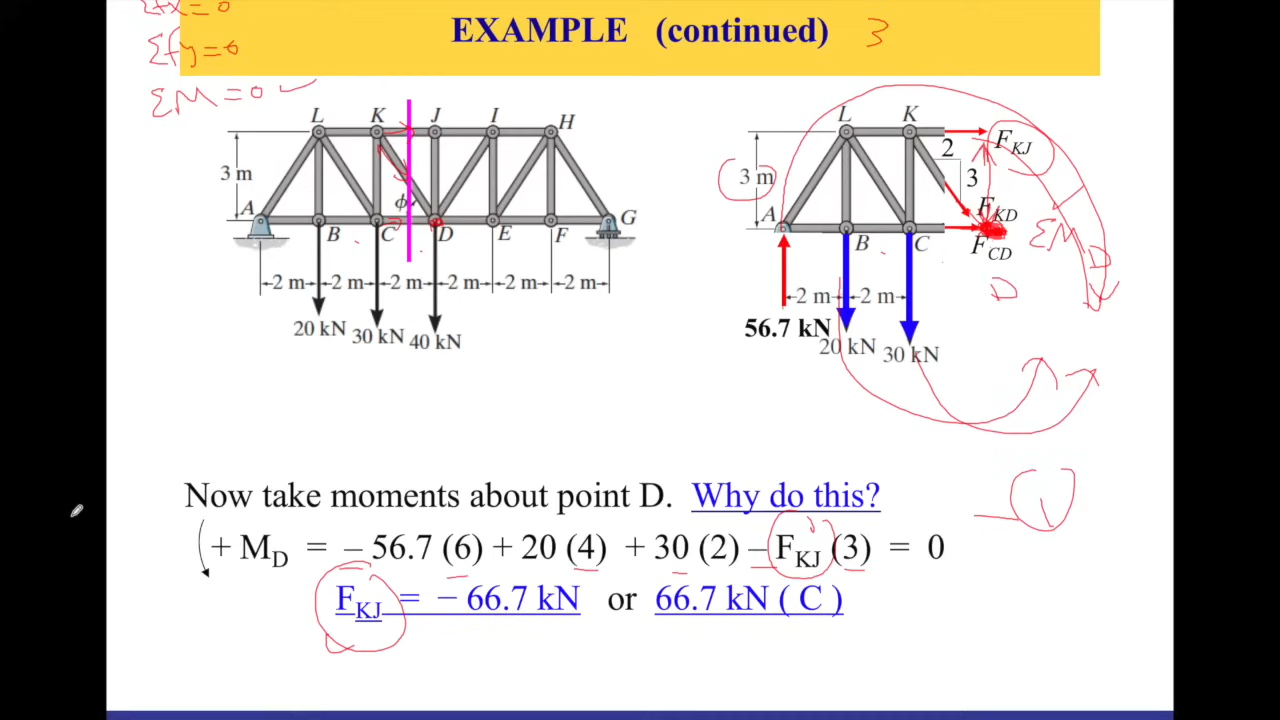 Σfx=0
EXAMPLE (continued) 3
Σfy=0
ΣM=0
L K J I H
3 m
ϕ
A B C D E F G
2 m 2 m 2 m 2 m 2 m 2 m
20 kN 30 kN 40 kN
L K
F_KJ
2
3 m 3
A F_KD
B C F_CD
ΣM_D
D
2 m 2 m
56.7 kN
20 kN 30 kN
Now take moments about point D. Why do this?
+ M_D = – 56.7 (6) + 20 (4) + 30 (2) – F_KJ (3) = 0
F_KJ = − 66.7 kN or 66.7 kN ( C )